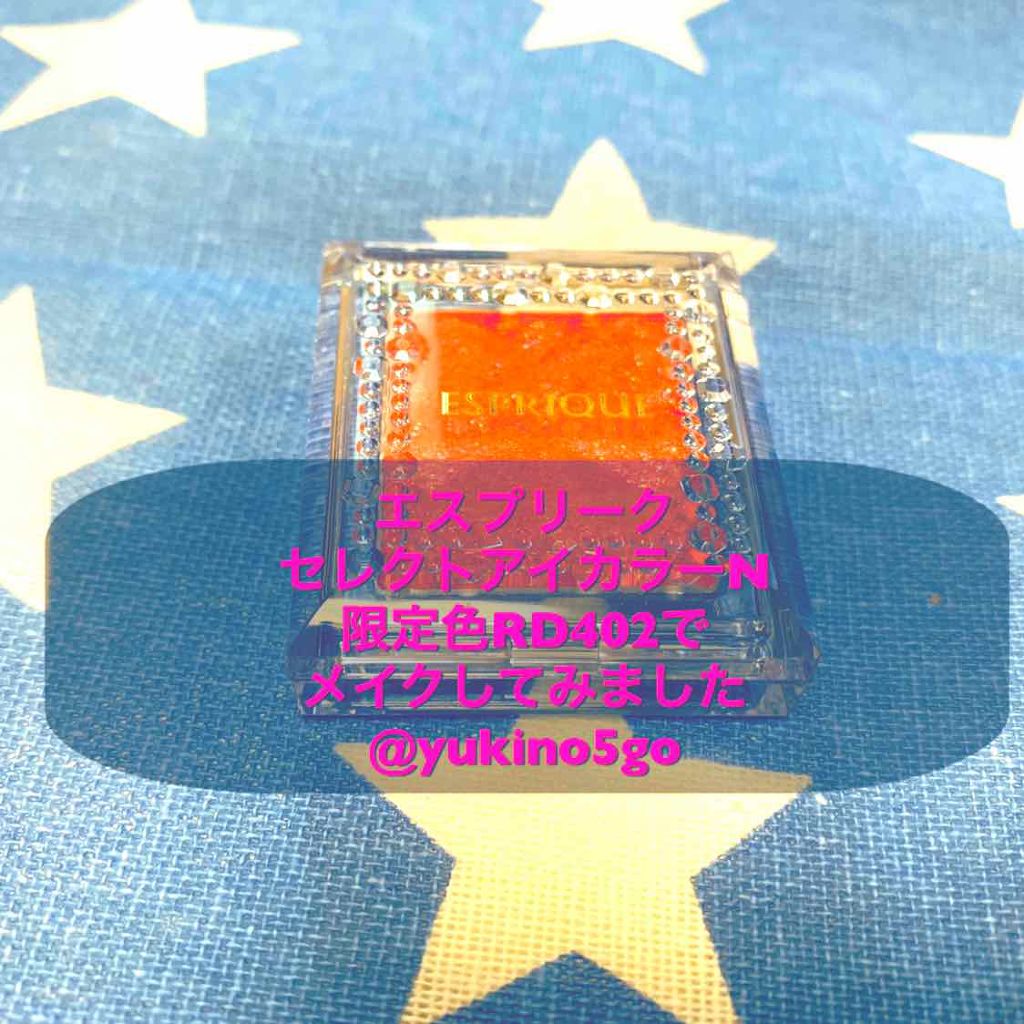 ESPRIQUE
エスプリーク
セレクトアイカラーN
限定色RD402で
メイクしてみました
@yukino5go